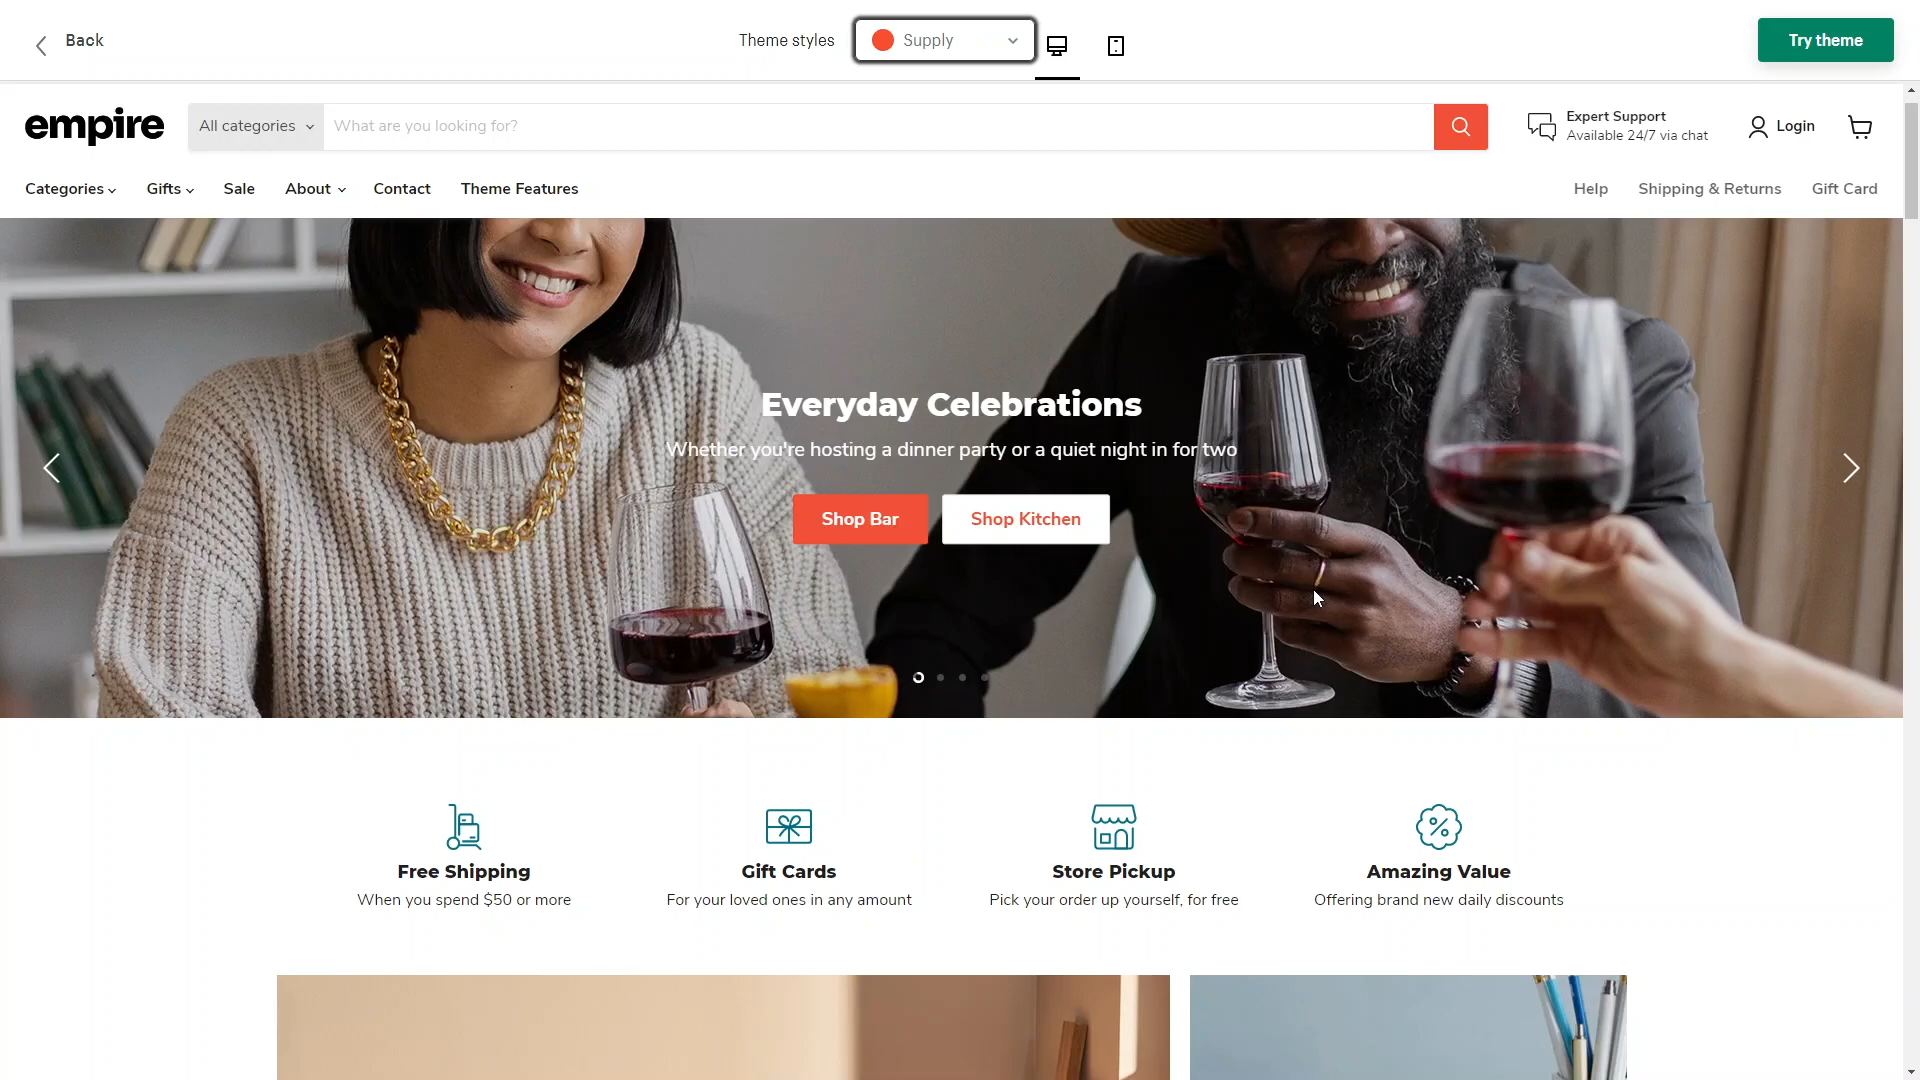 Back
Theme styles
Supply
Try theme
empire
All categories
What are you looking for?
Expert Support
Available 24/7 via chat
Login
Categories
Gifts
Sale
About
Contact
Theme Features
Help
Shipping & Returns
Gift Card
Everyday Celebrations
Whether you're hosting a dinner party or a quiet night in for two
Shop Bar
Shop Kitchen
Free Shipping
When you spend $50 or more
Gift Cards
For your loved ones in any amount
Store Pickup
Pick your order up yourself, for free
Amazing Value
Offering brand new daily discounts